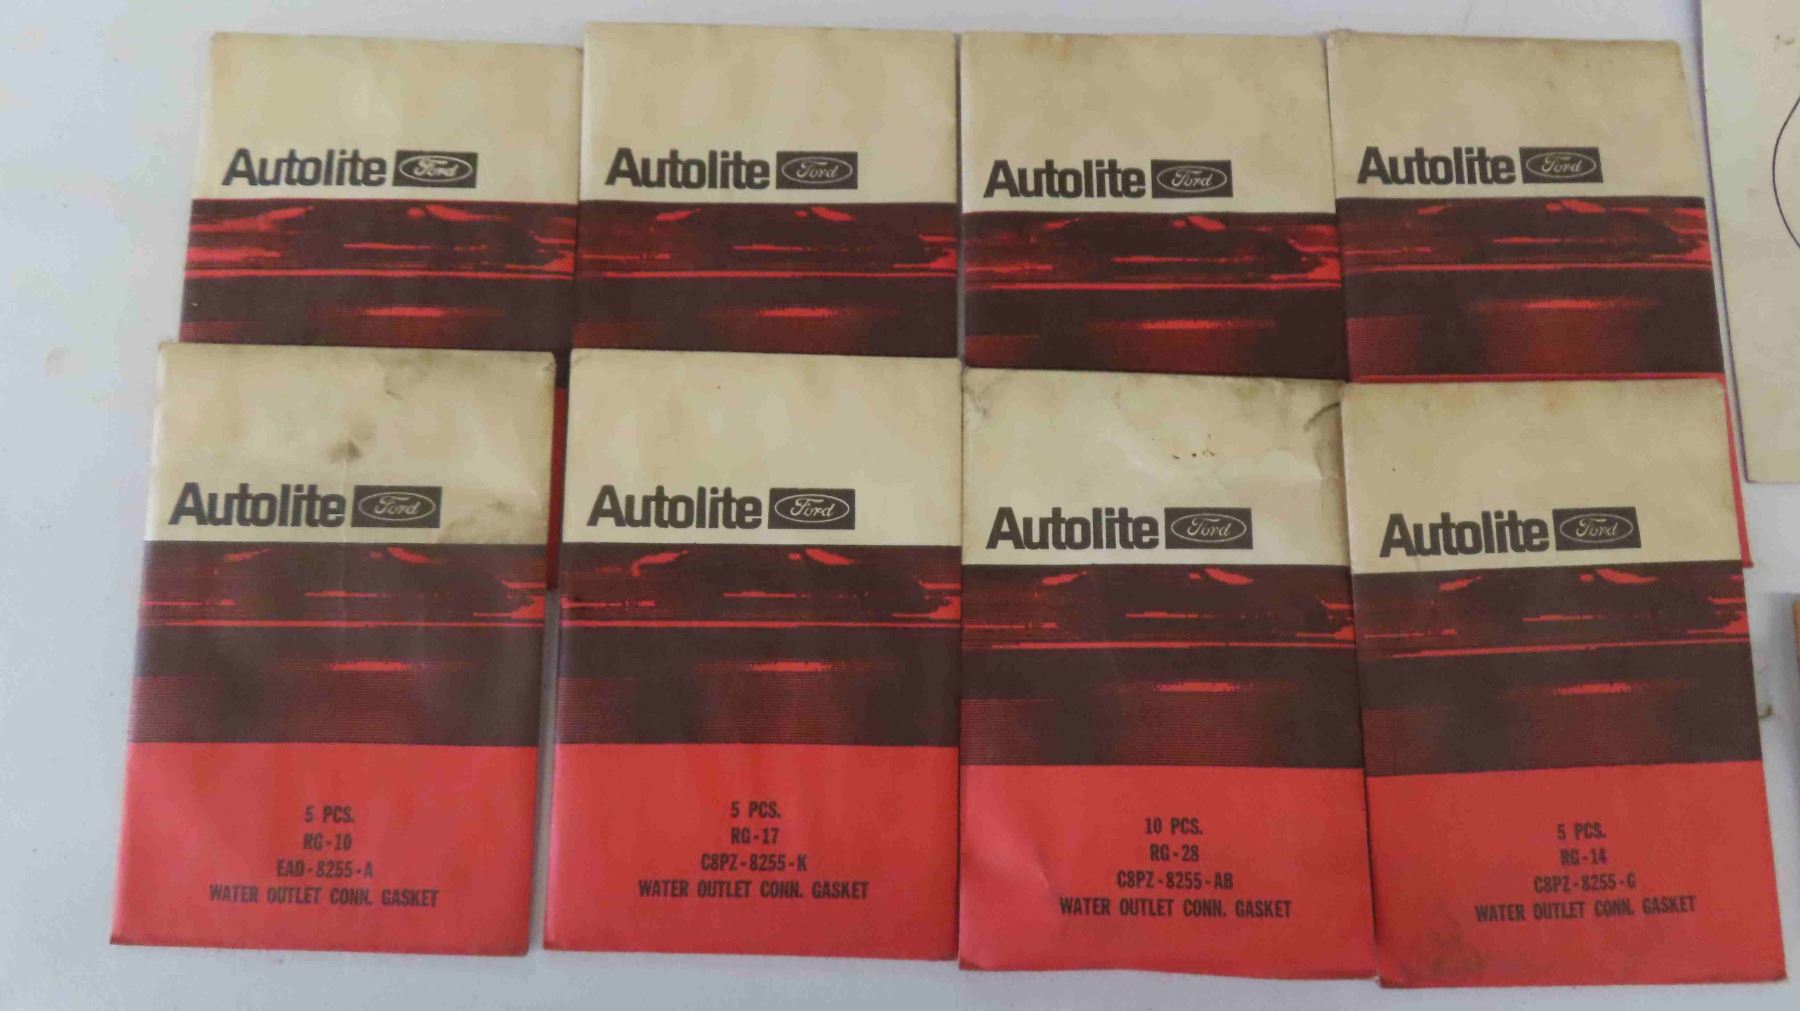 Autolite Ford
Autolite Ford
Autolite Ford
Autolite Ford
Autolite Ford
5 PCS.
RG-10
EAD-8255-A
WATER OUTLET CONN. GASKET
Autolite Ford
5 PCS.
RG-17
C8PZ-8255-K
WATER OUTLET CONN. GASKET
Autolite Ford
10 PCS.
RG-28
C8PZ-8255-AB
WATER OUTLET CONN. GASKET
Autolite Ford
5 PCS.
RG-14
C8PZ-8255-G
WATER OUTLET CONN. GASKET